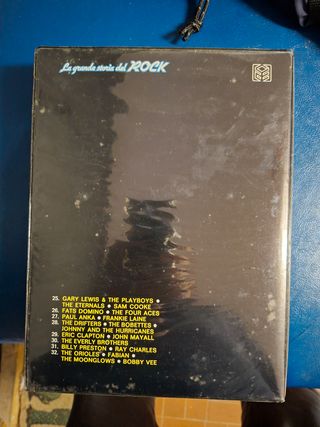 La grande storia del ROCK
25. GARY LEWIS & THE PLAYBOYS •
THE ETERNALS • SAM COOKE
26. FATS DOMINO • THE FOUR ACES
27. PAUL ANKA • FRANKIE LAINE
28. THE DRIFTERS • THE BOBETTES •
JOHNNY AND THE HURRICANES
29. ERIC CLAPTON • JOHN MAYALL
30. THE EVERLY BROTHERS
31. BILLY PRESTON • RAY CHARLES
32. THE ORIOLES • FABIAN •
THE MOONGLOWS • BOBBY VEE